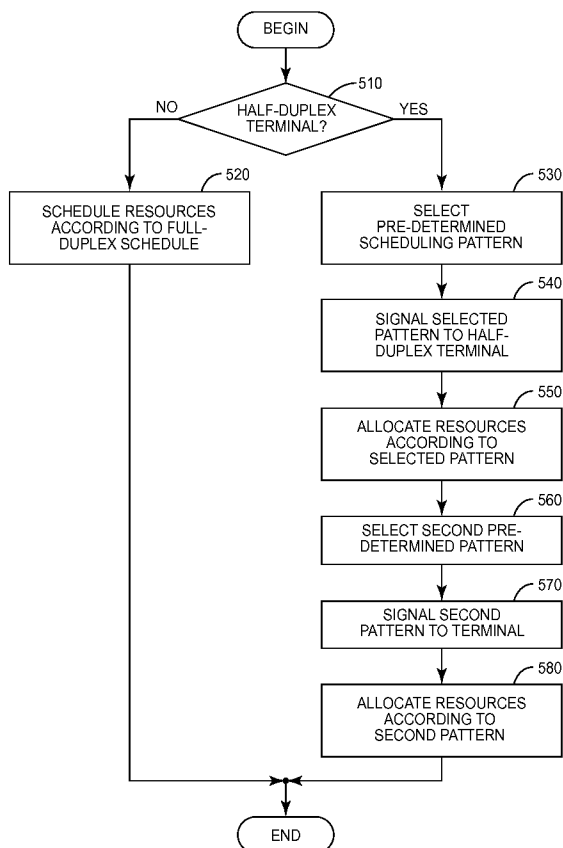 BEGIN
510
HALF-DUPLEX
TERMINAL?
NO
YES
520
SCHEDULE RESOURCES
ACCORDING TO FULL-
DUPLEX SCHEDULE
530
SELECT
PRE-DETERMINED
SCHEDULING PATTERN
540
SIGNAL SELECTED
PATTERN TO HALF-
DUPLEX TERMINAL
550
ALLOCATE RESOURCES
ACCORDING TO
SELECTED PATTERN
560
SELECT SECOND PRE-
DETERMINED PATTERN
570
SIGNAL SECOND
PATTERN TO TERMINAL
580
ALLOCATE RESOURCES
ACCORDING TO
SECOND PATTERN
END